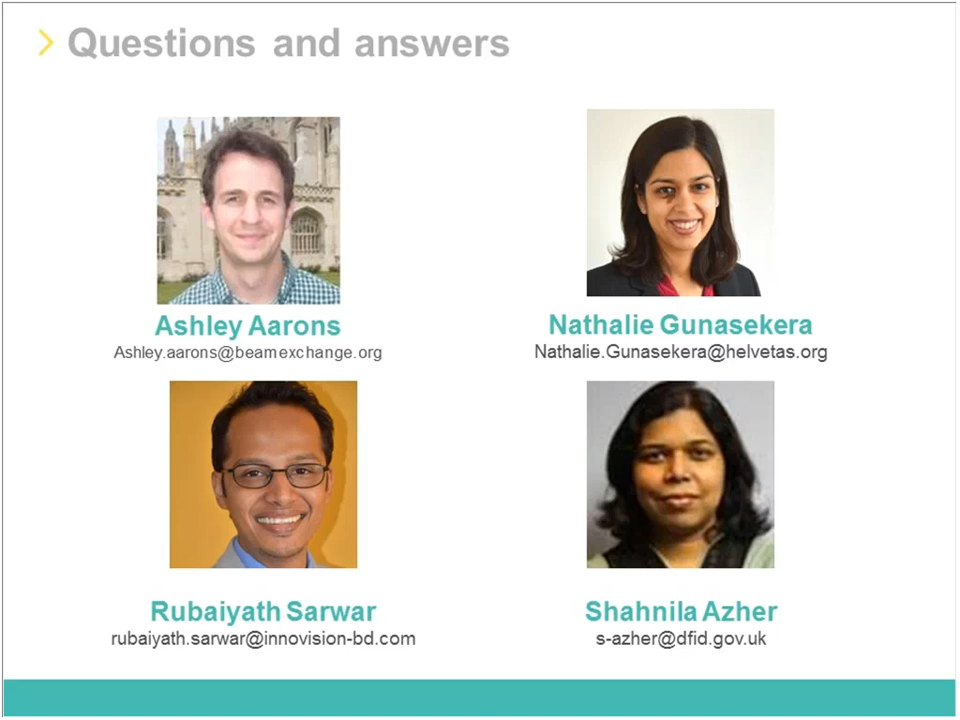 Questions and answers
Ashley Aarons
Ashley.aarons@beamexchange.org
Nathalie Gunasekera
Nathalie.Gunasekera@helvetas.org
Rubaiyath Sarwar
rubaiyath.sarwar@innovision-bd.com
Shahnila Azher
s-azher@dfid.gov.uk